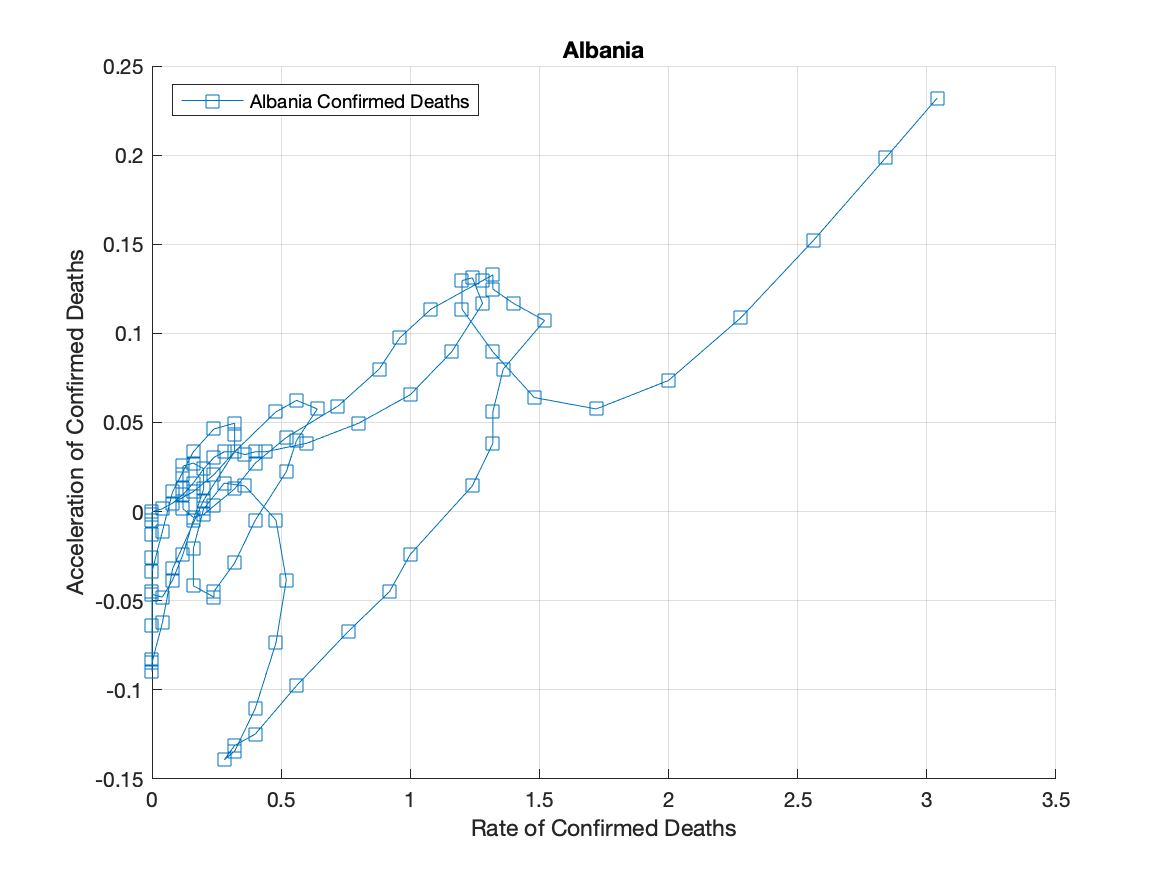 Albania
Albania Confirmed Deaths
0.25
0.2
0.15
0.1
0.05
0
-0.05
-0.1
-0.15
Acceleration of Confirmed Deaths
0 0.5 1 1.5 2 2.5 3 3.5
Rate of Confirmed Deaths